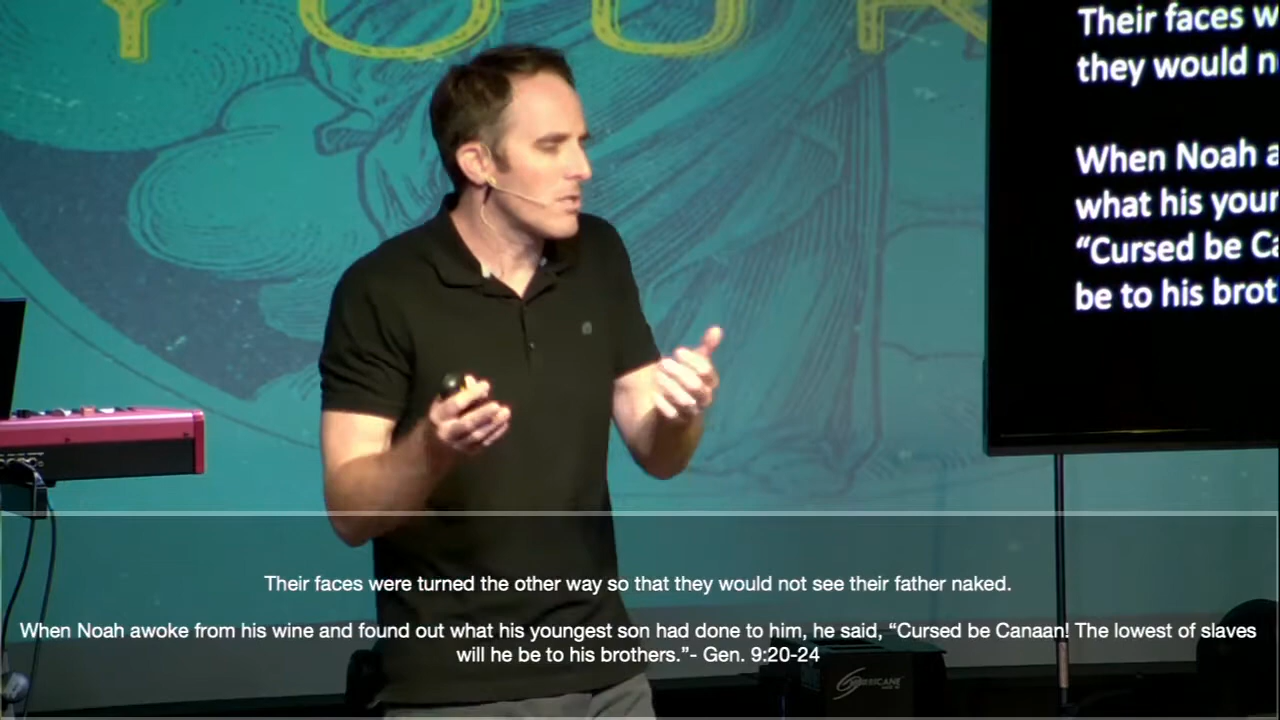 YOUR
Their faces w
they would n
When Noah a
what his your
“Cursed be Ca
be to his brot
Their faces were turned the other way so that they would not see their father naked.
When Noah awoke from his wine and found out what his youngest son had done to him, he said, “Cursed be Canaan! The lowest of slaves
will he be to his brothers.”- Gen. 9:20-24
HURRICANE